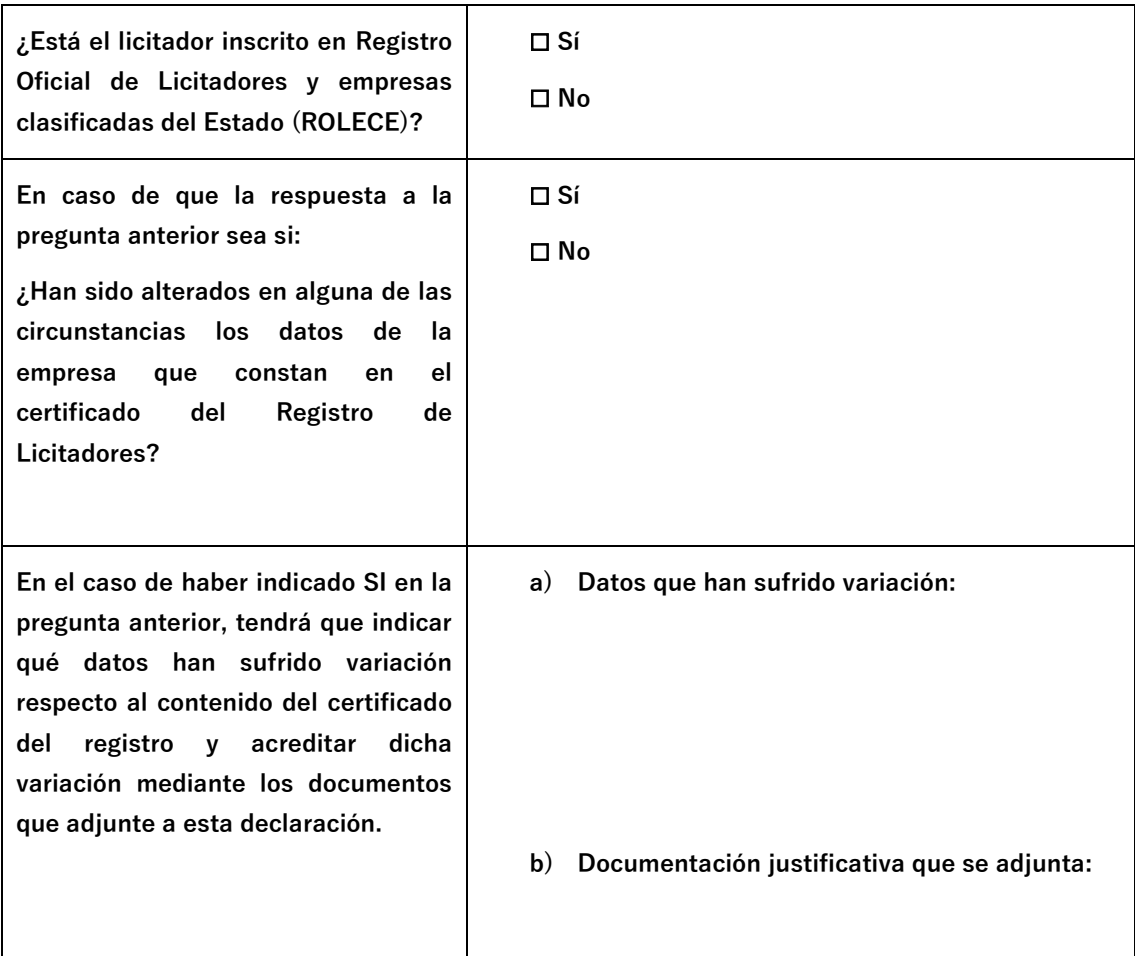 ¿Está el licitador inscrito en Registro
Oficial de Licitadores y empresas
clasificadas del Estado (ROLECE)?
☐ Sí
☐ No
En caso de que la respuesta a la
pregunta anterior sea si:
¿Han sido alterados en alguna de las
circunstancias los datos de la
empresa que constan en el
certificado del Registro de
Licitadores?
☐ Sí
☐ No
En el caso de haber indicado SI en la
pregunta anterior, tendrá que indicar
qué datos han sufrido variación
respecto al contenido del certificado
del registro y acreditar dicha
variación mediante los documentos
que adjunte a esta declaración.
a) Datos que han sufrido variación:
b) Documentación justificativa que se adjunta: